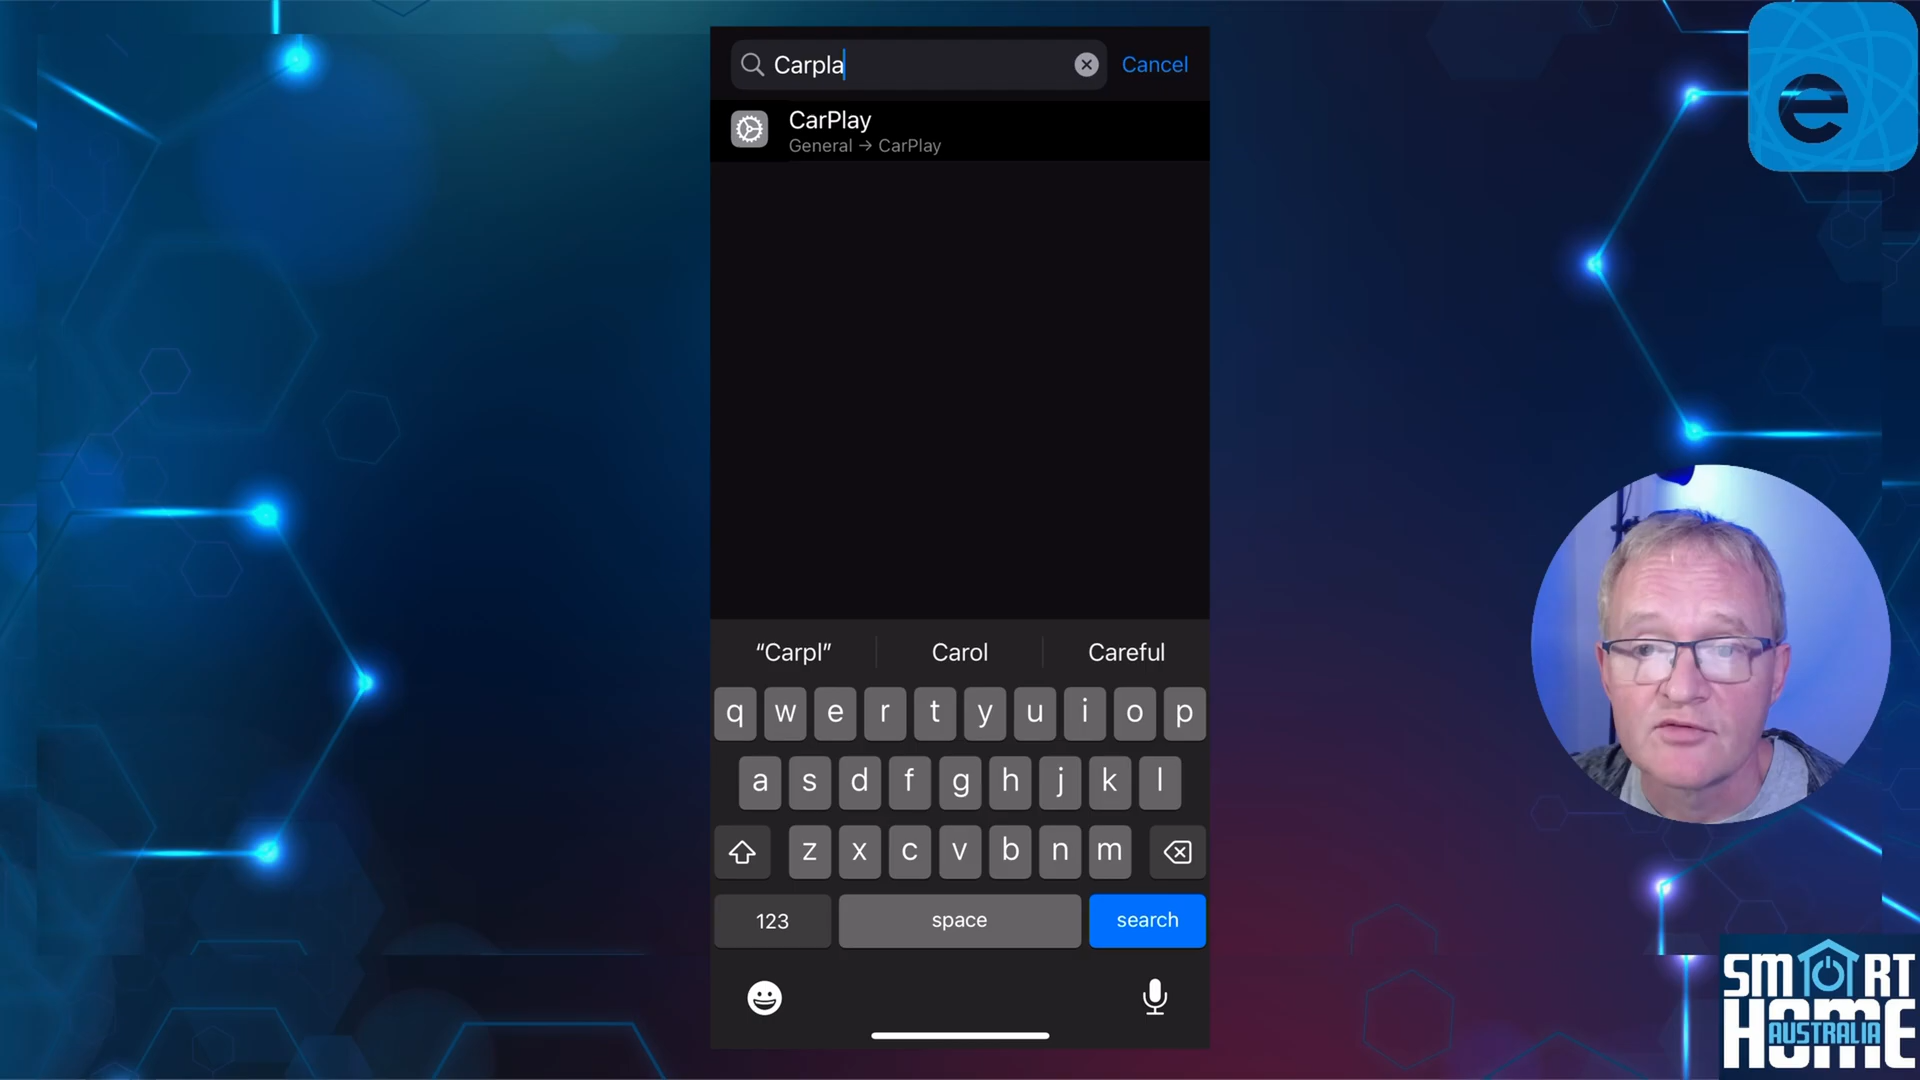 Carpla
Cancel
CarPlay
General → CarPlay
“Carpl”
Carol
Careful
q w e r t y u i o p
a s d f g h j k l
z x c v b n m
123
space
search
e
SMART
HOME
AUSTRALIA